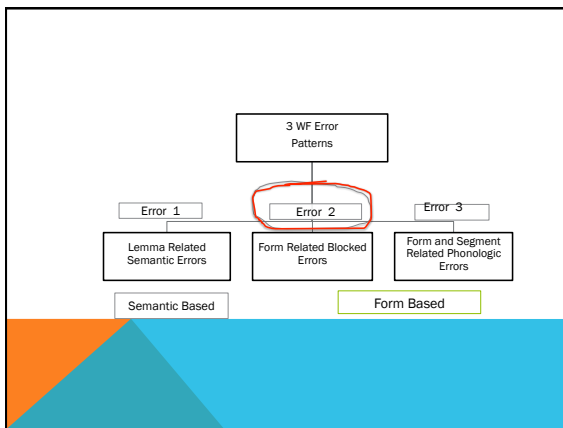 3 WF Error
Patterns
Error 1
Error 2
Error 3
Lemma Related
Semantic Errors
Form Related Blocked
Errors
Form and Segment
Related Phonologic
Errors
Semantic Based
Form Based